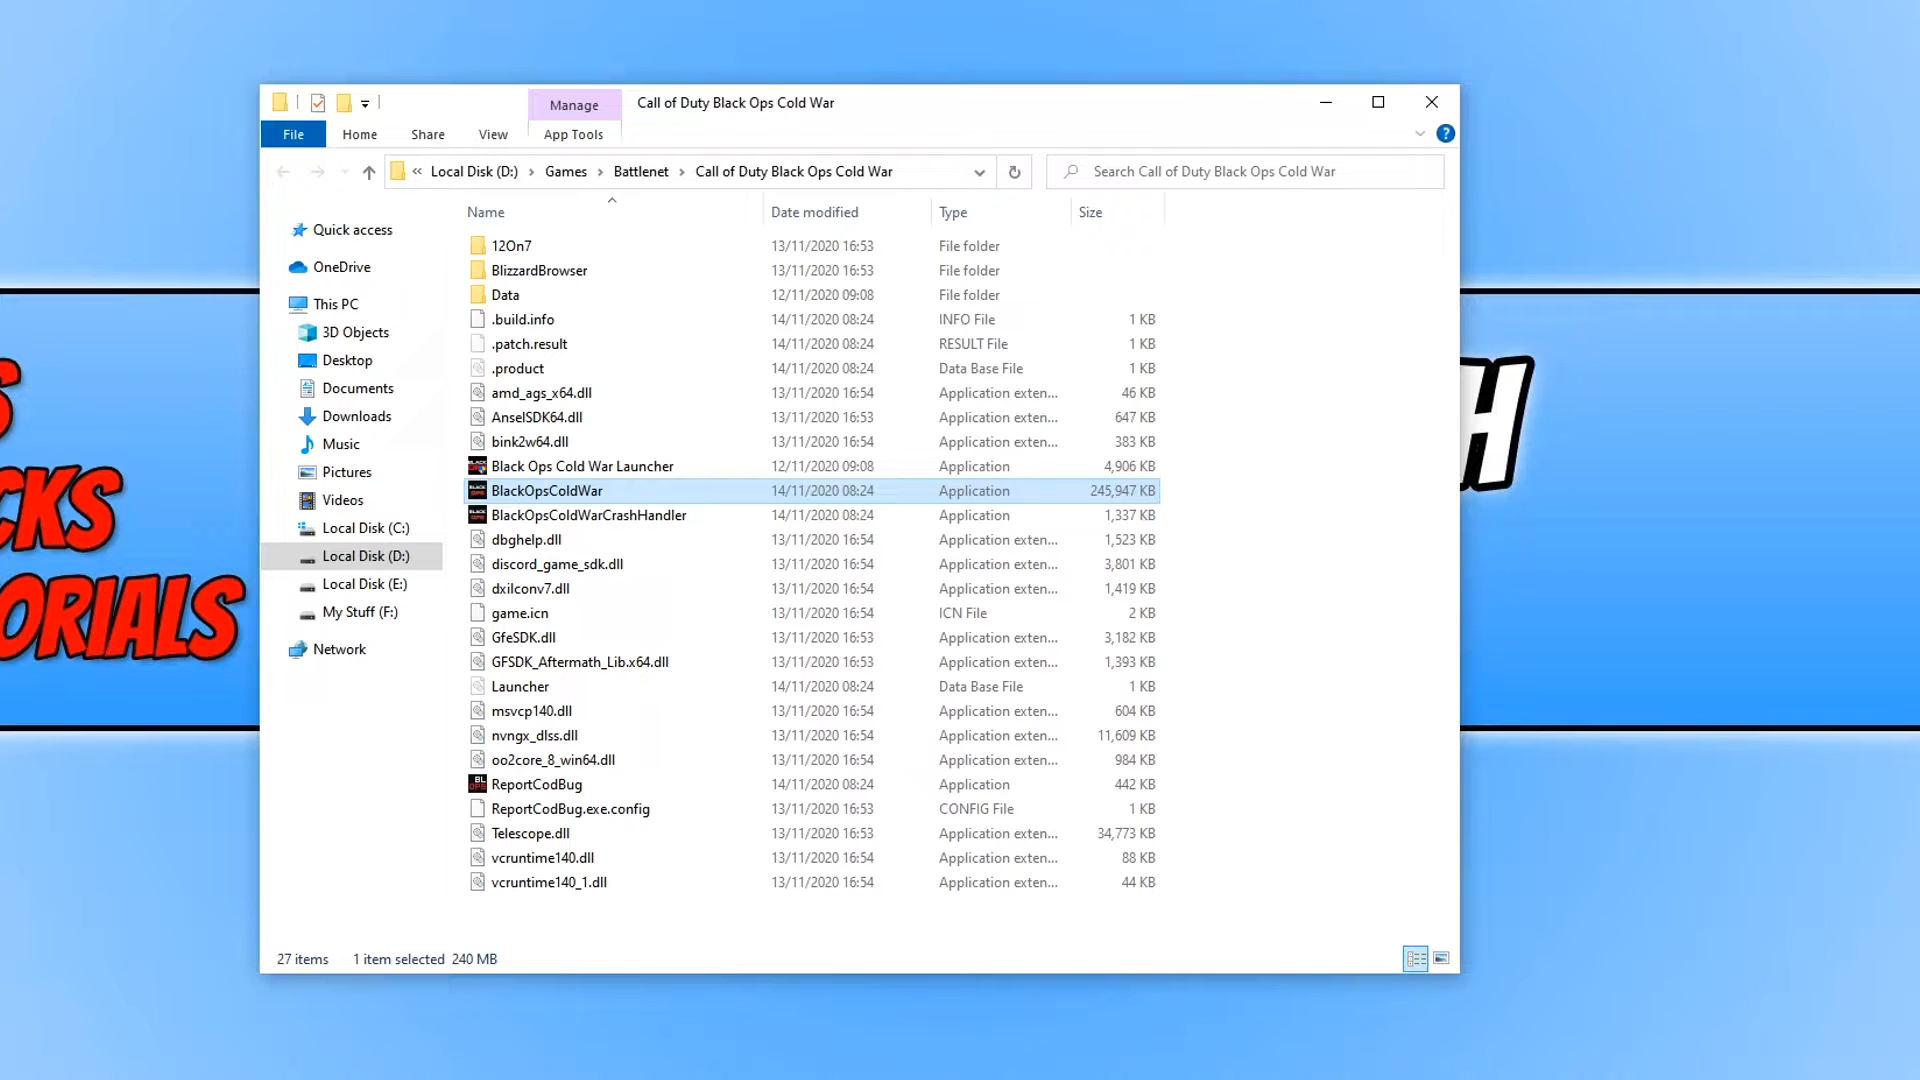 Manage
Call of Duty Black Ops Cold War
File
Home
Share
View
App Tools
« Local Disk (D:) › Games › Battlenet › Call of Duty Black Ops Cold War
Search Call of Duty Black Ops Cold War
Quick access
OneDrive
This PC
3D Objects
Desktop
Documents
Downloads
Music
Pictures
Videos
Local Disk (C:)
Local Disk (D:)
Local Disk (E:)
My Stuff (F:)
Network
Name Date modified Type Size
12On7 13/11/2020 16:53 File folder
BlizzardBrowser 13/11/2020 16:53 File folder
Data 12/11/2020 09:08 File folder
.build.info 14/11/2020 08:24 INFO File 1 KB
.patch.result 14/11/2020 08:24 RESULT File 1 KB
.product 14/11/2020 08:24 Data Base File 1 KB
amd_ags_x64.dll 13/11/2020 16:54 Application exten... 46 KB
AnselSDK64.dll 13/11/2020 16:53 Application exten... 647 KB
bink2w64.dll 13/11/2020 16:54 Application exten... 383 KB
Black Ops Cold War Launcher 12/11/2020 09:08 Application 4,906 KB
BlackOpsColdWar 14/11/2020 08:24 Application 245,947 KB
BlackOpsColdWarCrashHandler 14/11/2020 08:24 Application 1,337 KB
dbghelp.dll 13/11/2020 16:54 Application exten... 1,523 KB
discord_game_sdk.dll 13/11/2020 16:54 Application exten... 3,801 KB
dxilconv7.dll 13/11/2020 16:54 Application exten... 1,419 KB
game.icn 13/11/2020 16:54 ICN File 2 KB
GfeSDK.dll 13/11/2020 16:53 Application exten... 3,182 KB
GFSDK_Aftermath_Lib.x64.dll 13/11/2020 16:53 Application exten... 1,393 KB
Launcher 14/11/2020 08:24 Data Base File 1 KB
msvcp140.dll 13/11/2020 16:54 Application exten... 604 KB
nvngx_dlss.dll 13/11/2020 16:54 Application exten... 11,609 KB
oo2core_8_win64.dll 13/11/2020 16:54 Application exten... 984 KB
ReportCodBug 14/11/2020 08:24 Application 442 KB
ReportCodBug.exe.config 13/11/2020 16:53 CONFIG File 1 KB
Telescope.dll 13/11/2020 16:53 Application exten... 34,773 KB
vcruntime140.dll 13/11/2020 16:54 Application exten... 88 KB
vcruntime140_1.dll 13/11/2020 16:54 Application exten... 44 KB
27 items 1 item selected 240 MB
S
CKS
ORIALS
H